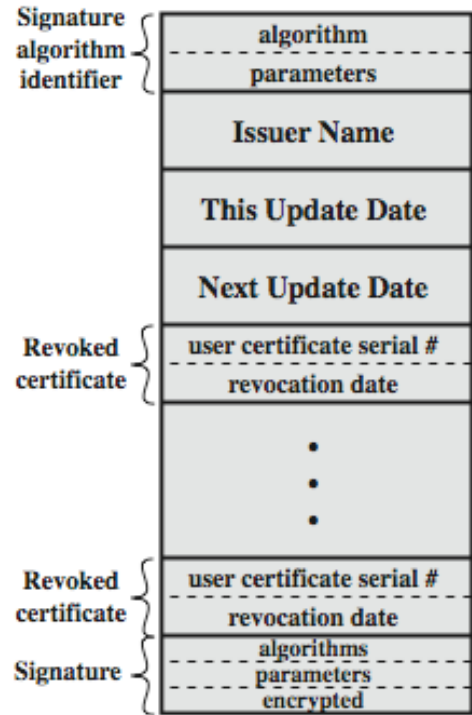 Signature
algorithm
identifier
algorithm
parameters
Issuer Name
This Update Date
Next Update Date
Revoked
certificate
user certificate serial #
revocation date
Revoked
certificate
user certificate serial #
revocation date
Signature
algorithms
parameters
encrypted